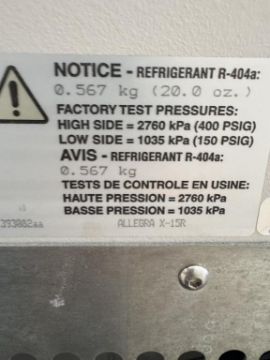 NOTICE - REFRIGERANT R-404a:
0.567 kg (20.0 oz.)
FACTORY TEST PRESSURES:
HIGH SIDE = 2760 kPa (400 PSIG)
LOW SIDE = 1035 kPa (150 PSIG)
AVIS - REFRIGERANT R-404a:
0.567 kg
TESTS DE CONTROLE EN USINE:
HAUTE PRESSION = 2760 kPa
BASSE PRESSION = 1035 kPa
393802aa ALLEGRA X-15R